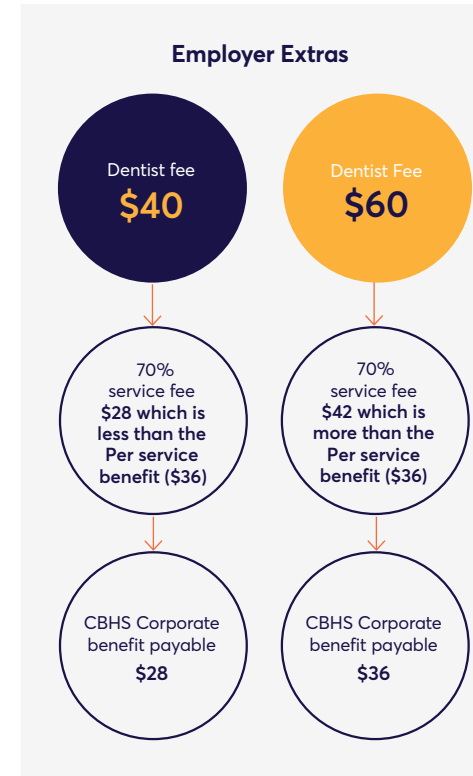 Employer Extras
Dentist fee
$40
70%
service fee
$28 which is
less than the
Per service
benefit ($36)
CBHS Corporate
benefit payable
$28
Dentist Fee
$60
70%
service fee
$42 which is
more than the
Per service
benefit ($36)
CBHS Corporate
benefit payable
$36